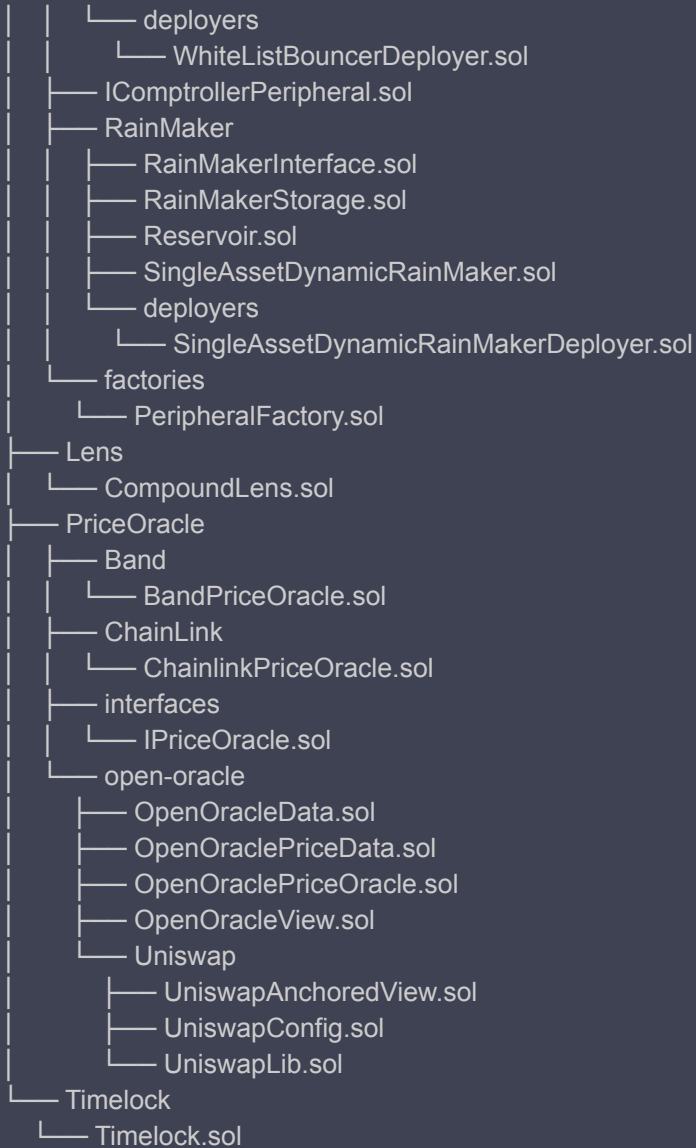 │   │   └── deployers
│   │       └── WhiteListBouncerDeployer.sol
│   ├── IComptrollerPeripheral.sol
│   ├── RainMaker
│   │   ├── RainMakerInterface.sol
│   │   ├── RainMakerStorage.sol
│   │   ├── Reservoir.sol
│   │   ├── SingleAssetDynamicRainMaker.sol
│   │   └── deployers
│   │       └── SingleAssetDynamicRainMakerDeployer.sol
│   └── factories
│       └── PeripheralFactory.sol
├── Lens
│   └── CompoundLens.sol
├── PriceOracle
│   ├── Band
│   │   └── BandPriceOracle.sol
│   ├── ChainLink
│   │   └── ChainlinkPriceOracle.sol
│   ├── interfaces
│   │   └── IPriceOracle.sol
│   └── open-oracle
│       ├── OpenOracleData.sol
│       ├── OpenOraclePriceData.sol
│       ├── OpenOraclePriceOracle.sol
│       ├── OpenOracleView.sol
│       └── Uniswap
│           ├── UniswapAnchoredView.sol
│           ├── UniswapConfig.sol
│           └── UniswapLib.sol
└── Timelock
    └── Timelock.sol